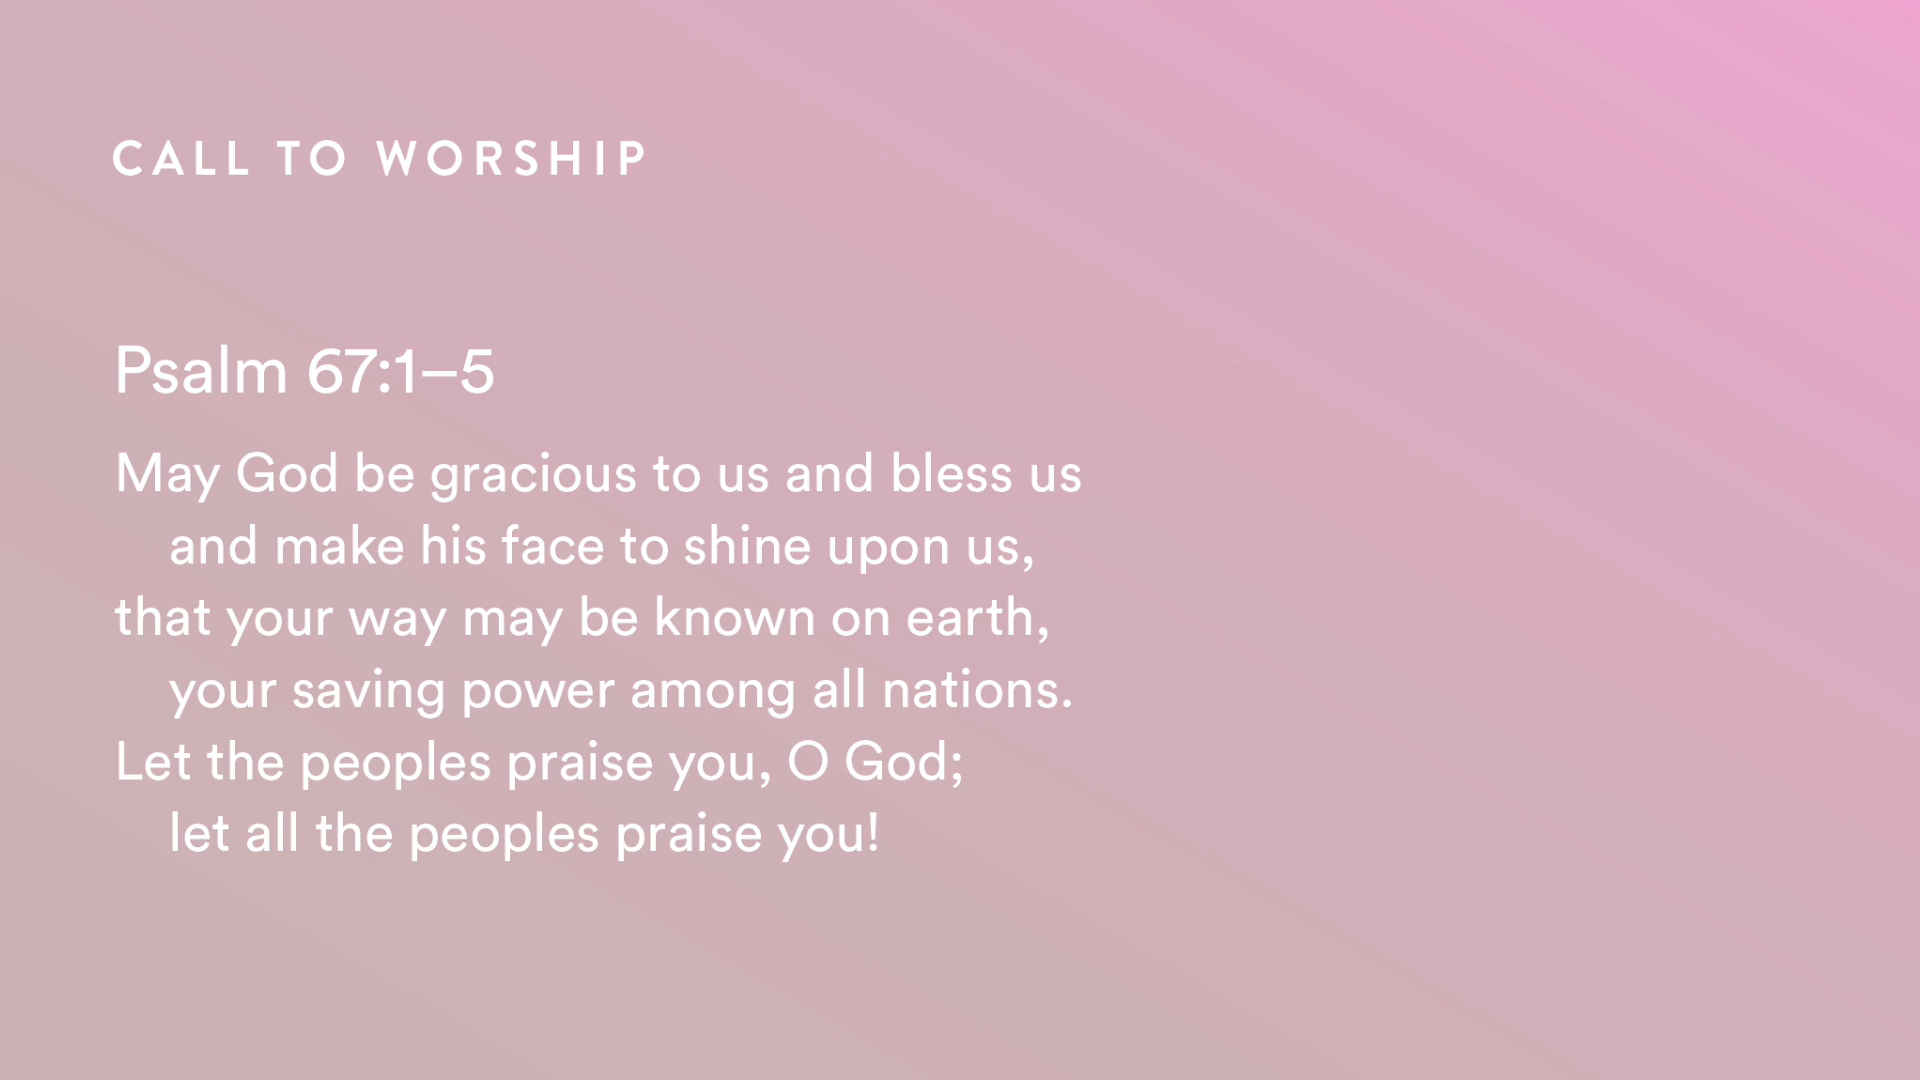 CALL TO WORSHIP
Psalm 67:1–5
May God be gracious to us and bless us
and make his face to shine upon us,
that your way may be known on earth,
your saving power among all nations.
Let the peoples praise you, O God;
let all the peoples praise you!